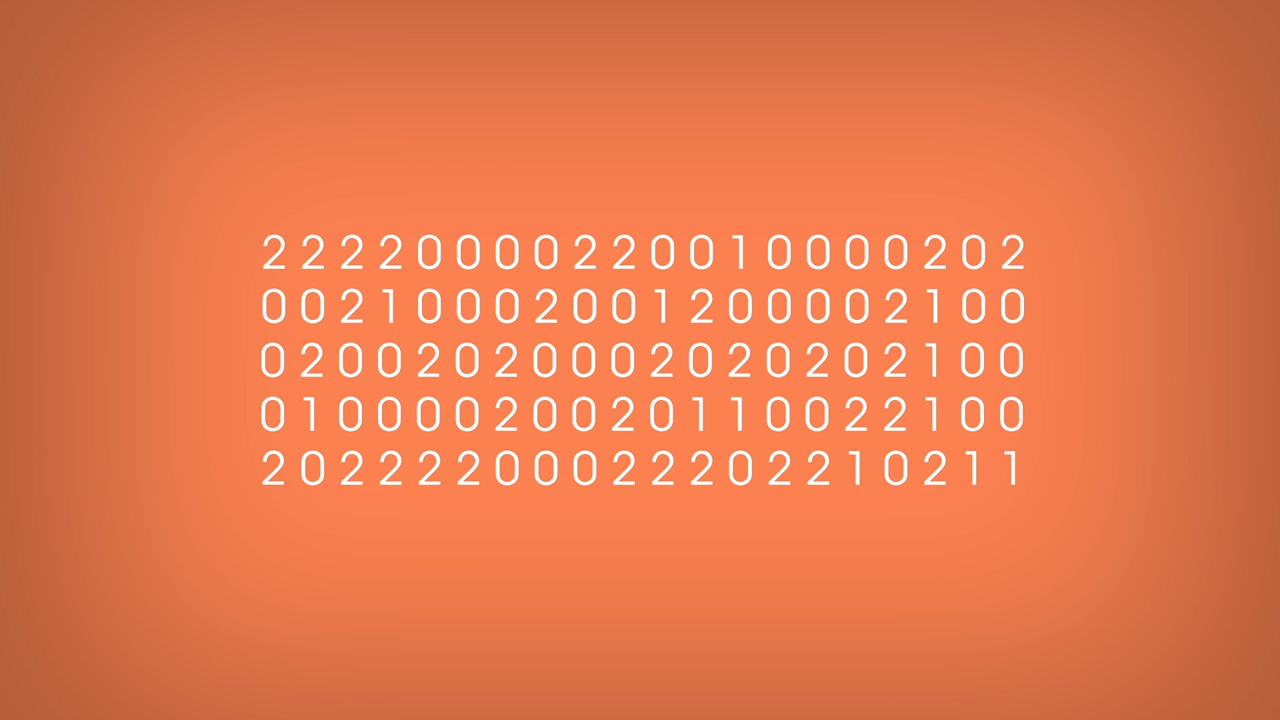 2 2 2 2 0 0 0 0 2 2 0 0 1 0 0 0 0 2 0 2
0 0 2 1 0 0 0 2 0 0 1 2 0 0 0 0 2 1 0 0
0 2 0 0 2 0 2 0 0 0 2 0 2 0 2 0 2 1 0 0
0 1 0 0 0 0 2 0 0 2 0 1 1 0 0 2 2 1 0 0
2 0 2 2 2 2 0 0 0 2 2 2 0 2 2 1 0 2 1 1